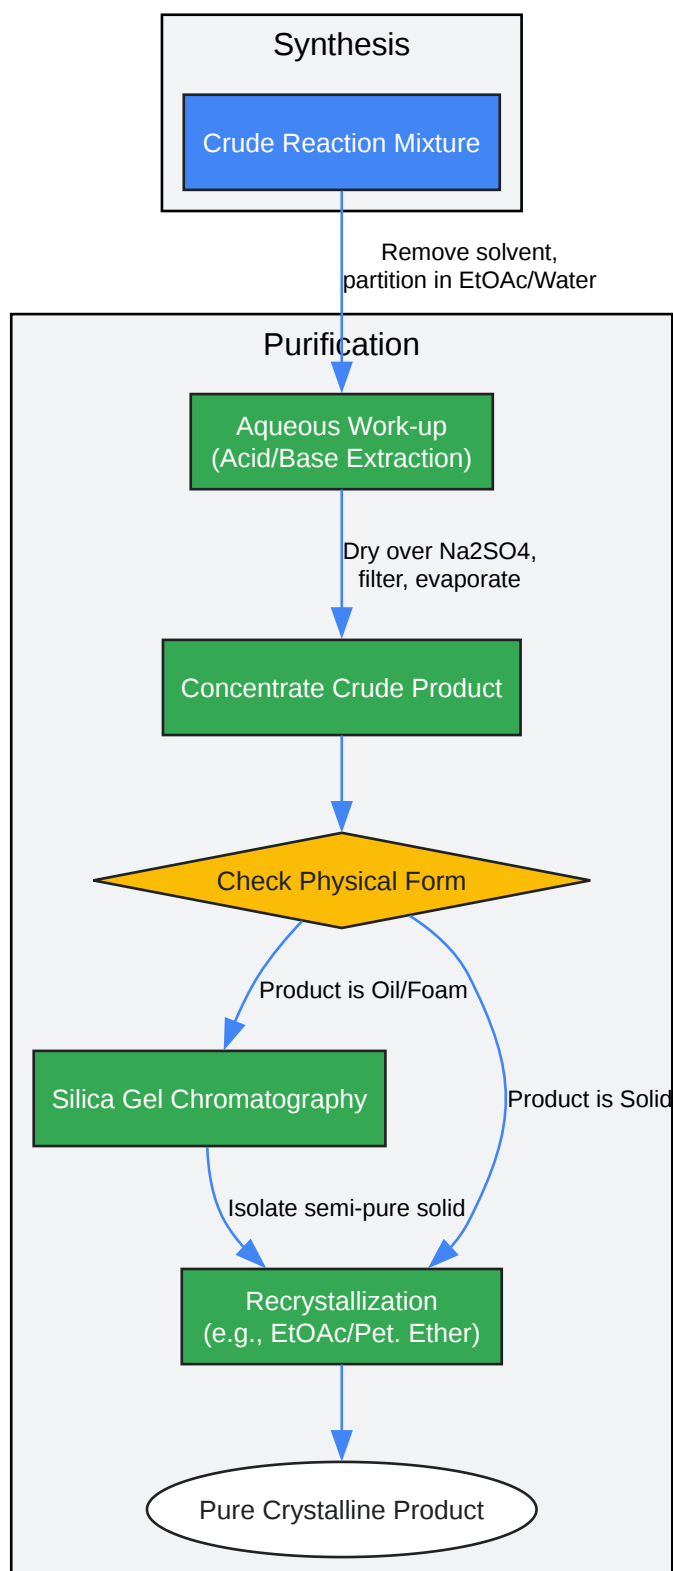 Synthesis
Crude Reaction Mixture
Remove solvent,
partition in EtOAc/Water
Purification
Aqueous Work-up
(Acid/Base Extraction)
Dry over Na2SO4,
filter, evaporate
Concentrate Crude Product
Check Physical Form
Product is Oil/Foam
Silica Gel Chromatography
Product is Solid
Isolate semi-pure solid
Recrystallization
(e.g., EtOAc/Pet. Ether)
Pure Crystalline Product